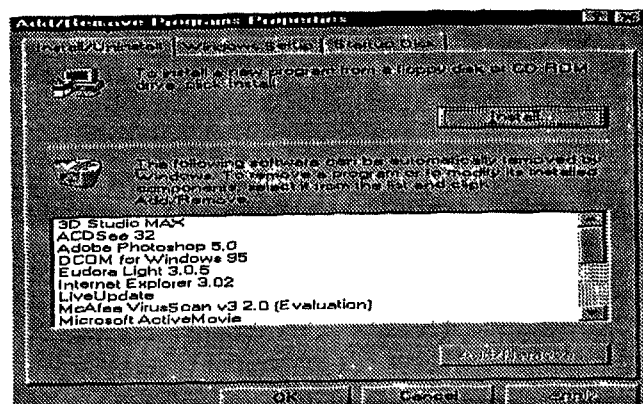 Add/Remove Programs Properties
Install/Uninstall Windows Setup Startup Disk
To install a new program from a floppy disk or CD-ROM
drive, click Install.
Install...
The following software can be automatically removed by
Windows. To remove a program or to modify its installed
components, select it from the list and click
Add/Remove.
3D Studio MAX
ACDSee 32
Adobe Photoshop 5.0
DCOM for Windows 95
Eudora Light 3.0.5
Internet Explorer 3.02
LiveUpdate
McAfee VirusScan v3 2.0 (Evaluation)
Microsoft ActiveMovie
Add/Remove...
OK Cancel Apply